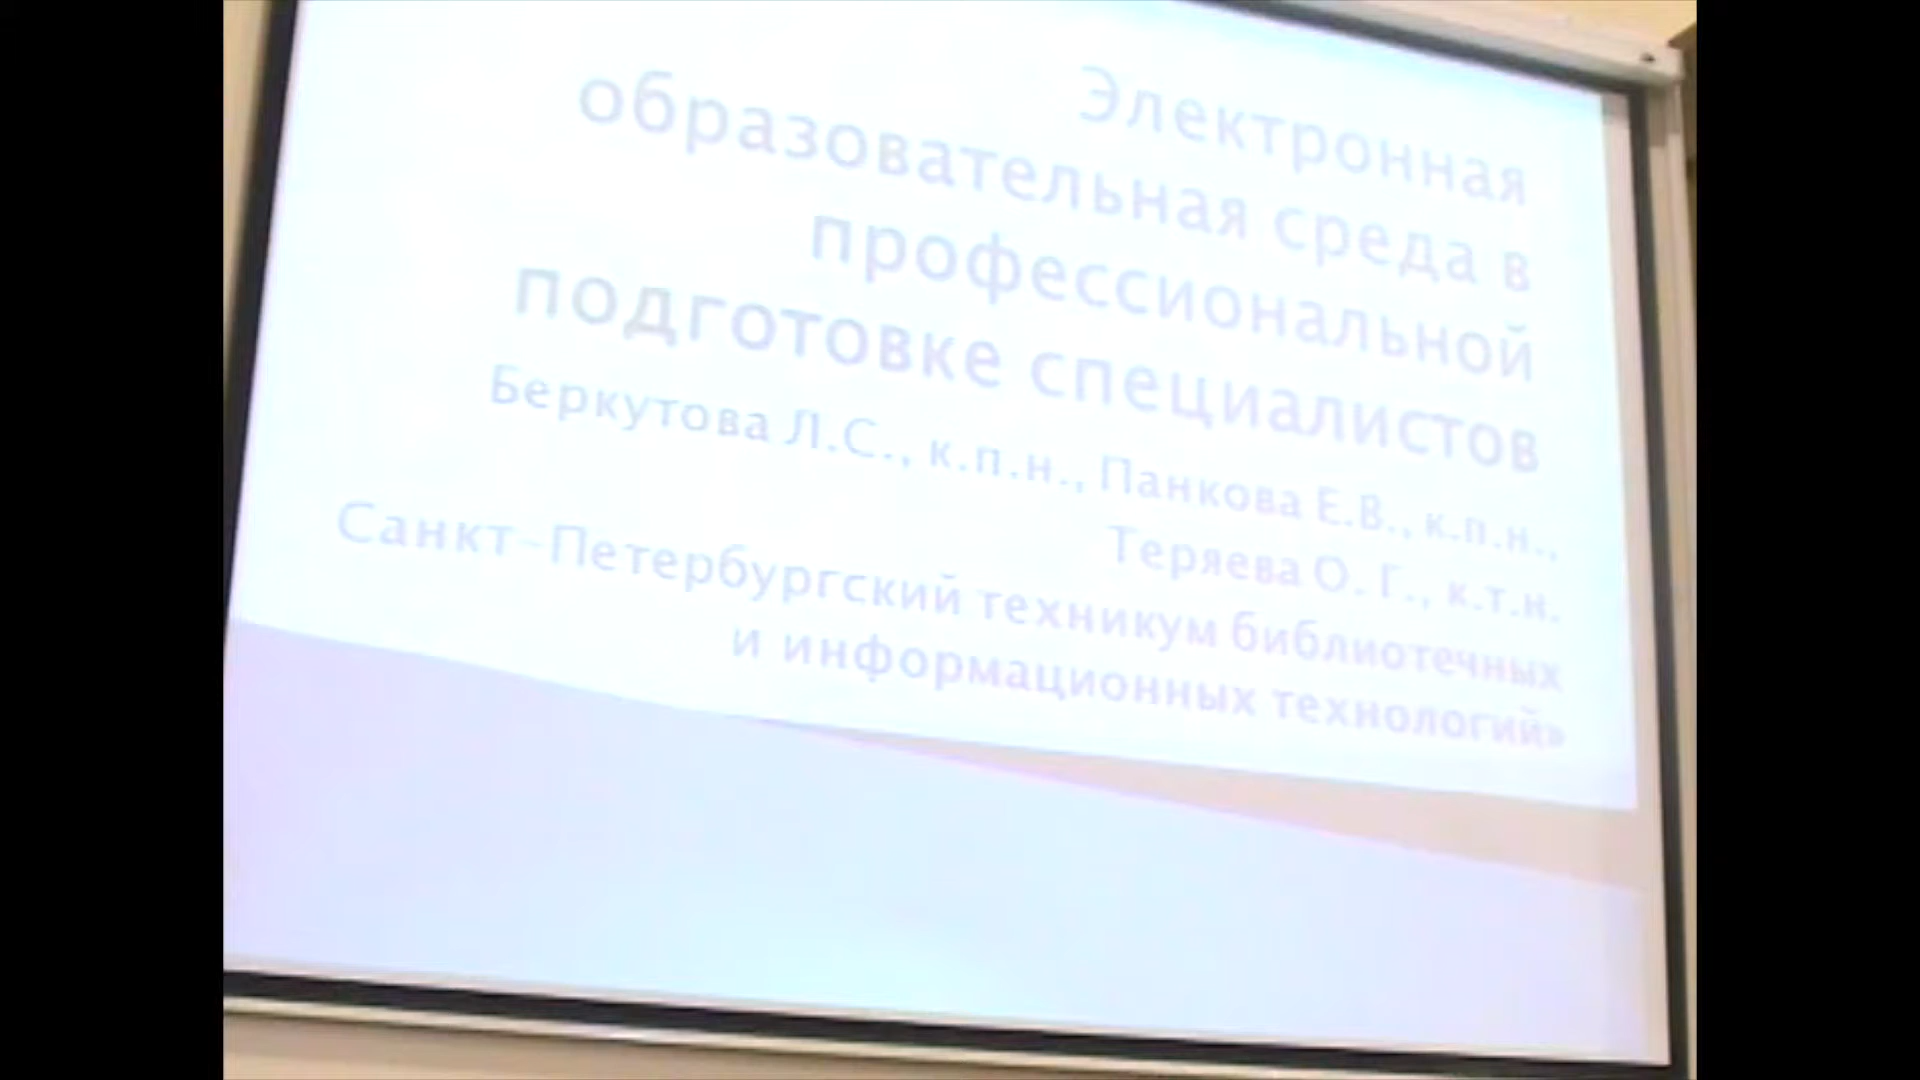 Электронная
образовательная среда в
профессиональной
подготовке специалистов
Беркутова Л.С., к.п.н., Панкова Е.В., к.п.н.,
Теряева О. Г., к.т.н.
Санкт-Петербургский техникум библиотечных
и информационных технологий»